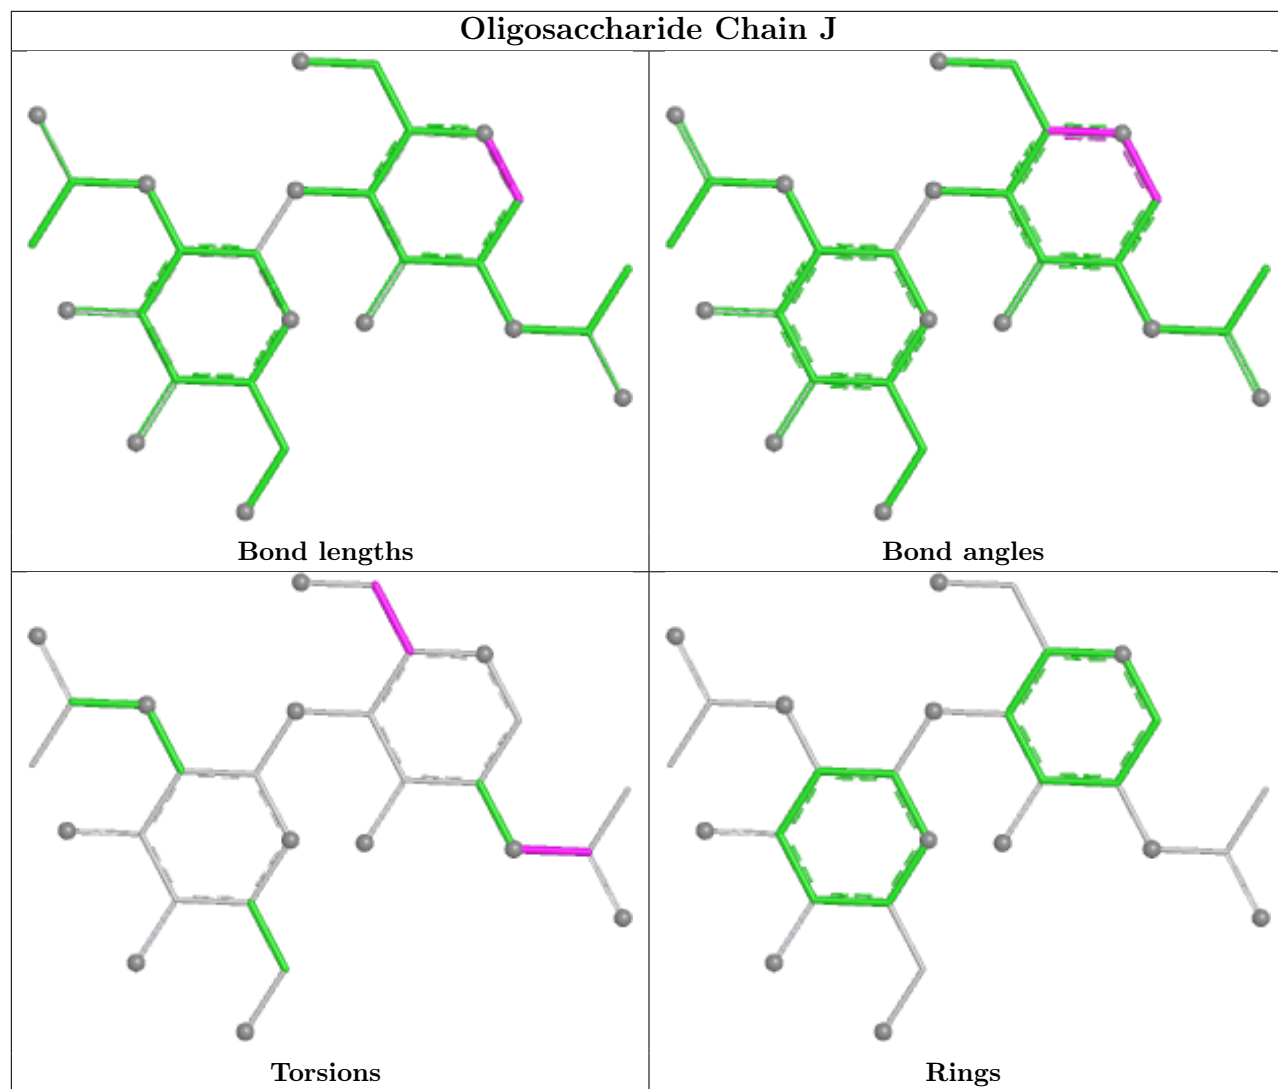 Oligosaccharide Chain J
Bond lengths
Bond angles
Torsions
Rings